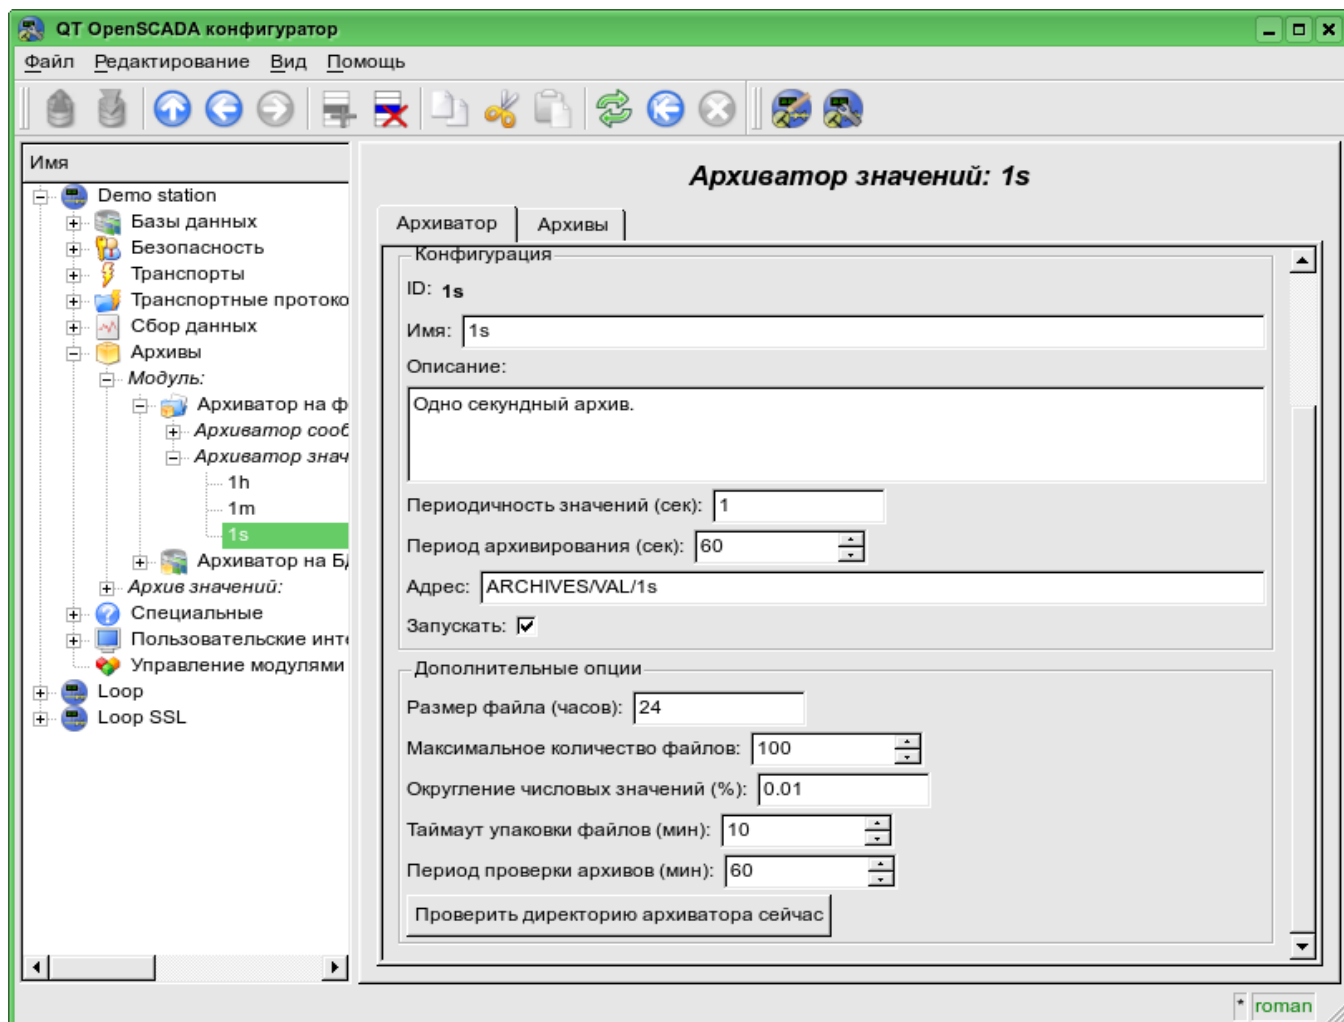 QT OpenSCADA конфигуратор
Файл Редактирование Вид Помощь
Имя
Demo station
Базы данных
Безопасность
Транспорты
Транспортные протоко
Сбор данных
Архивы
Модуль:
Архиватор на ф
Архиватор сооб
Архиватор знач
1h
1m
1s
Архиватор на БД
Архив значений:
Специальные
Пользовательские инте
Управление модулями
Loop
Loop SSL
Архиватор значений: 1s
Архиватор Архивы
Конфигурация
ID: 1s
Имя: 1s
Описание:
Одно секундный архив.
Периодичность значений (сек): 1
Период архивирования (сек): 60
Адрес: ARCHIVES/VAL/1s
Запускать:
Дополнительные опции
Размер файла (часов): 24
Максимальное количество файлов: 100
Округление числовых значений (%): 0.01
Таймаут упаковки файлов (мин): 10
Период проверки архивов (мин): 60
Проверить директорию архиватора сейчас
* roman